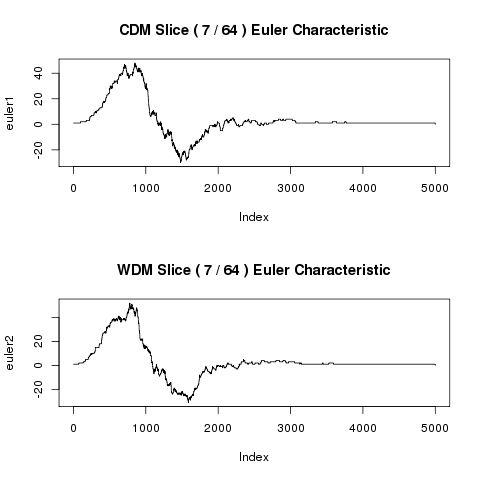 CDM Slice ( 7 / 64 ) Euler Characteristic
euler1
40
20
0
-20
0 1000 2000 3000 4000 5000
Index
WDM Slice ( 7 / 64 ) Euler Characteristic
euler2
20
0
-20
0 1000 2000 3000 4000 5000
Index